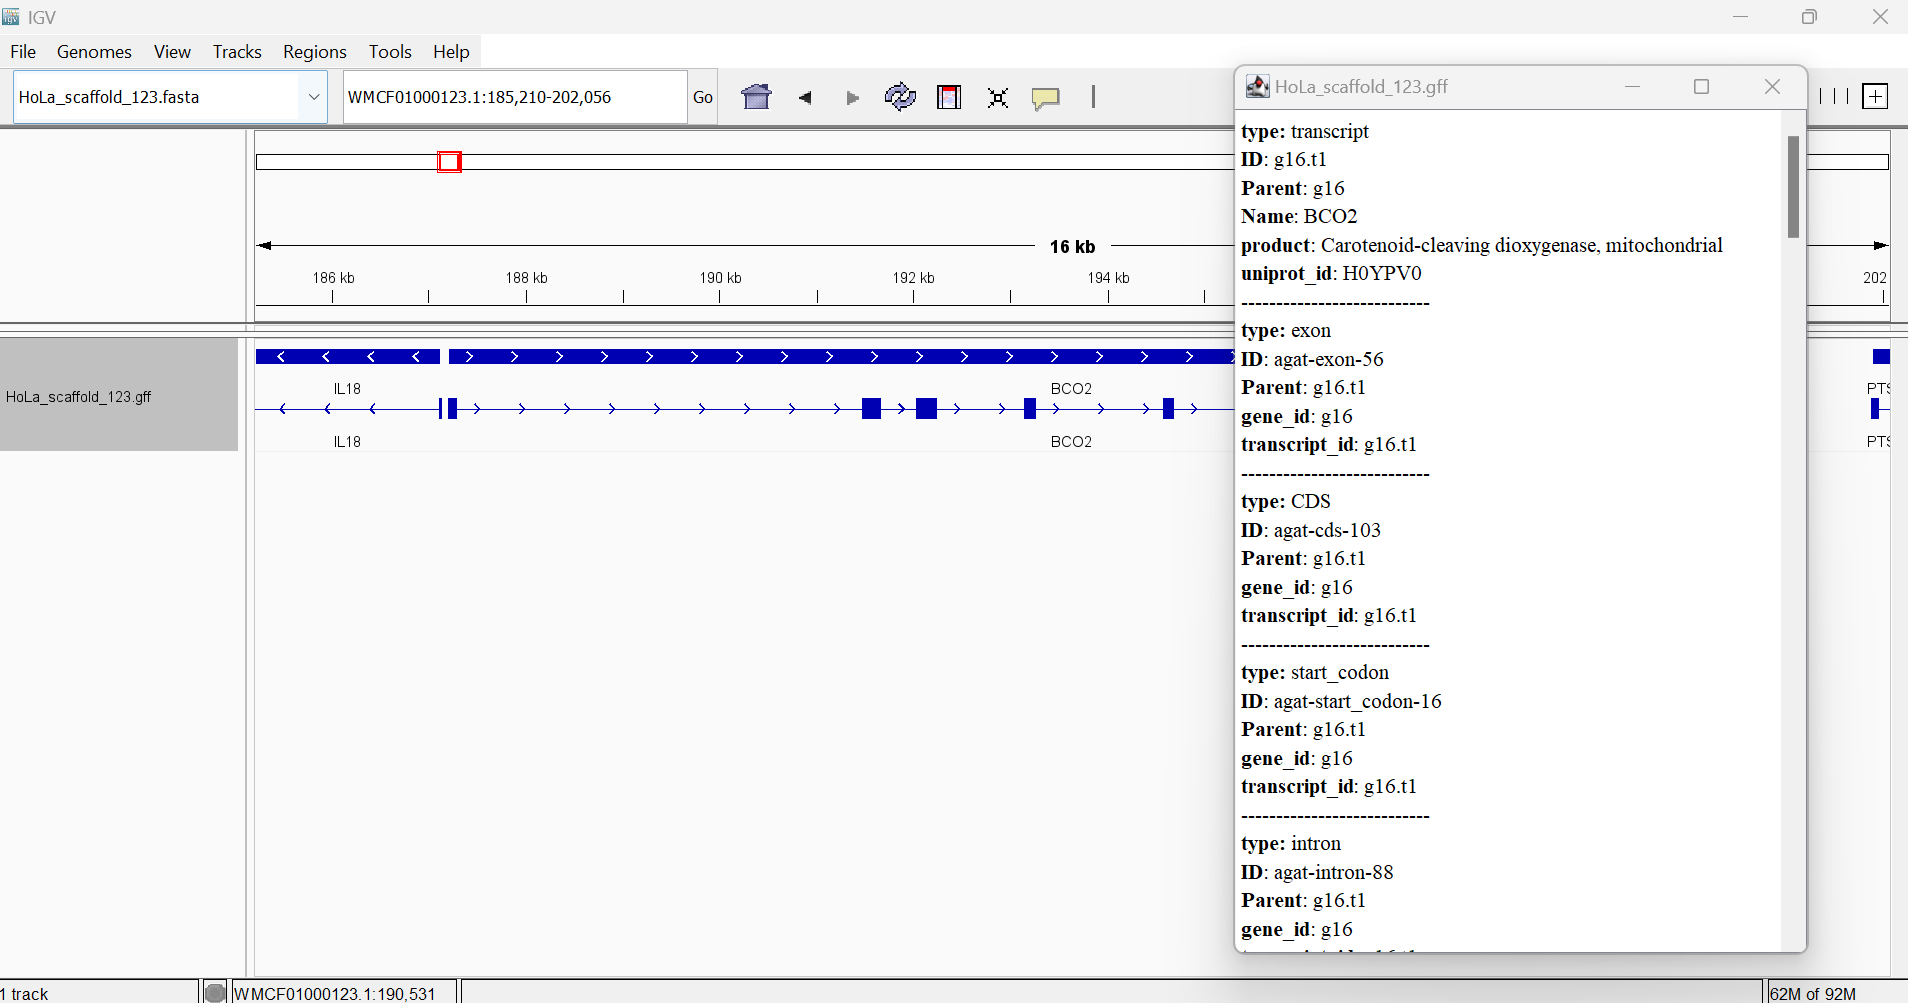 IGV
File Genomes View Tracks Regions Tools Help
HoLa_scaffold_123.fasta WMCF01000123.1:185,210-202,056 Go
16 kb
186 kb 188 kb 190 kb 192 kb 194 kb 202
HoLa_scaffold_123.gff
IL18 BCO2 PTS
IL18 BCO2 PTS
HoLa_scaffold_123.gff
type: transcript
ID: g16.t1
Parent: g16
Name: BCO2
product: Carotenoid-cleaving dioxygenase, mitochondrial
uniprot_id: H0YPV0
---------------------------
type: exon
ID: agat-exon-56
Parent: g16.t1
gene_id: g16
transcript_id: g16.t1
---------------------------
type: CDS
ID: agat-cds-103
Parent: g16.t1
gene_id: g16
transcript_id: g16.t1
---------------------------
type: start_codon
ID: agat-start_codon-16
Parent: g16.t1
gene_id: g16
transcript_id: g16.t1
---------------------------
type: intron
ID: agat-intron-88
Parent: g16.t1
gene_id: g16
1 track WMCF01000123.1:190,531 62M of 92M